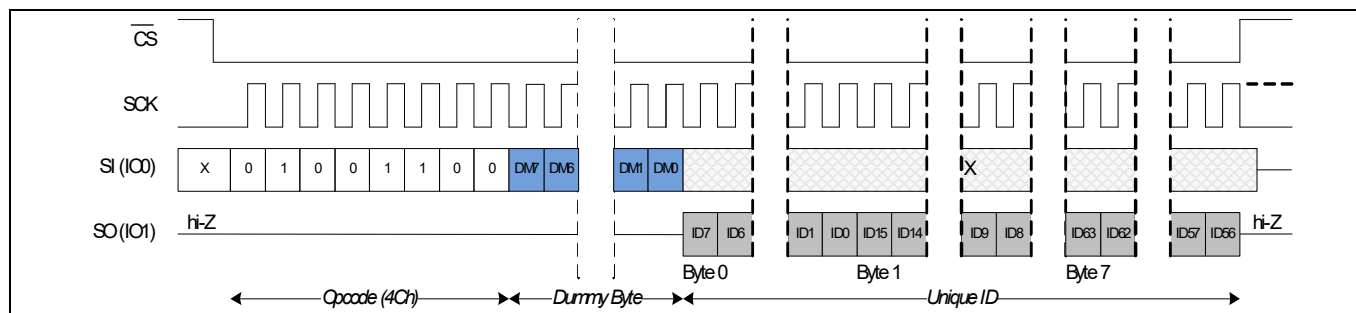 CS
SCK
SI (IO0) X 0 1 0 0 1 1 0 0 DM7 DM6 DM1 DM0 X
SO (IO1) hi-Z ID7 ID6 ID1 ID0 ID15 ID14 ID9 ID8 ID63 ID62 ID57 ID56 hi-Z
Byte 0 Byte 1 Byte 7
Opcode (4Ch) Dummy Byte Unique ID